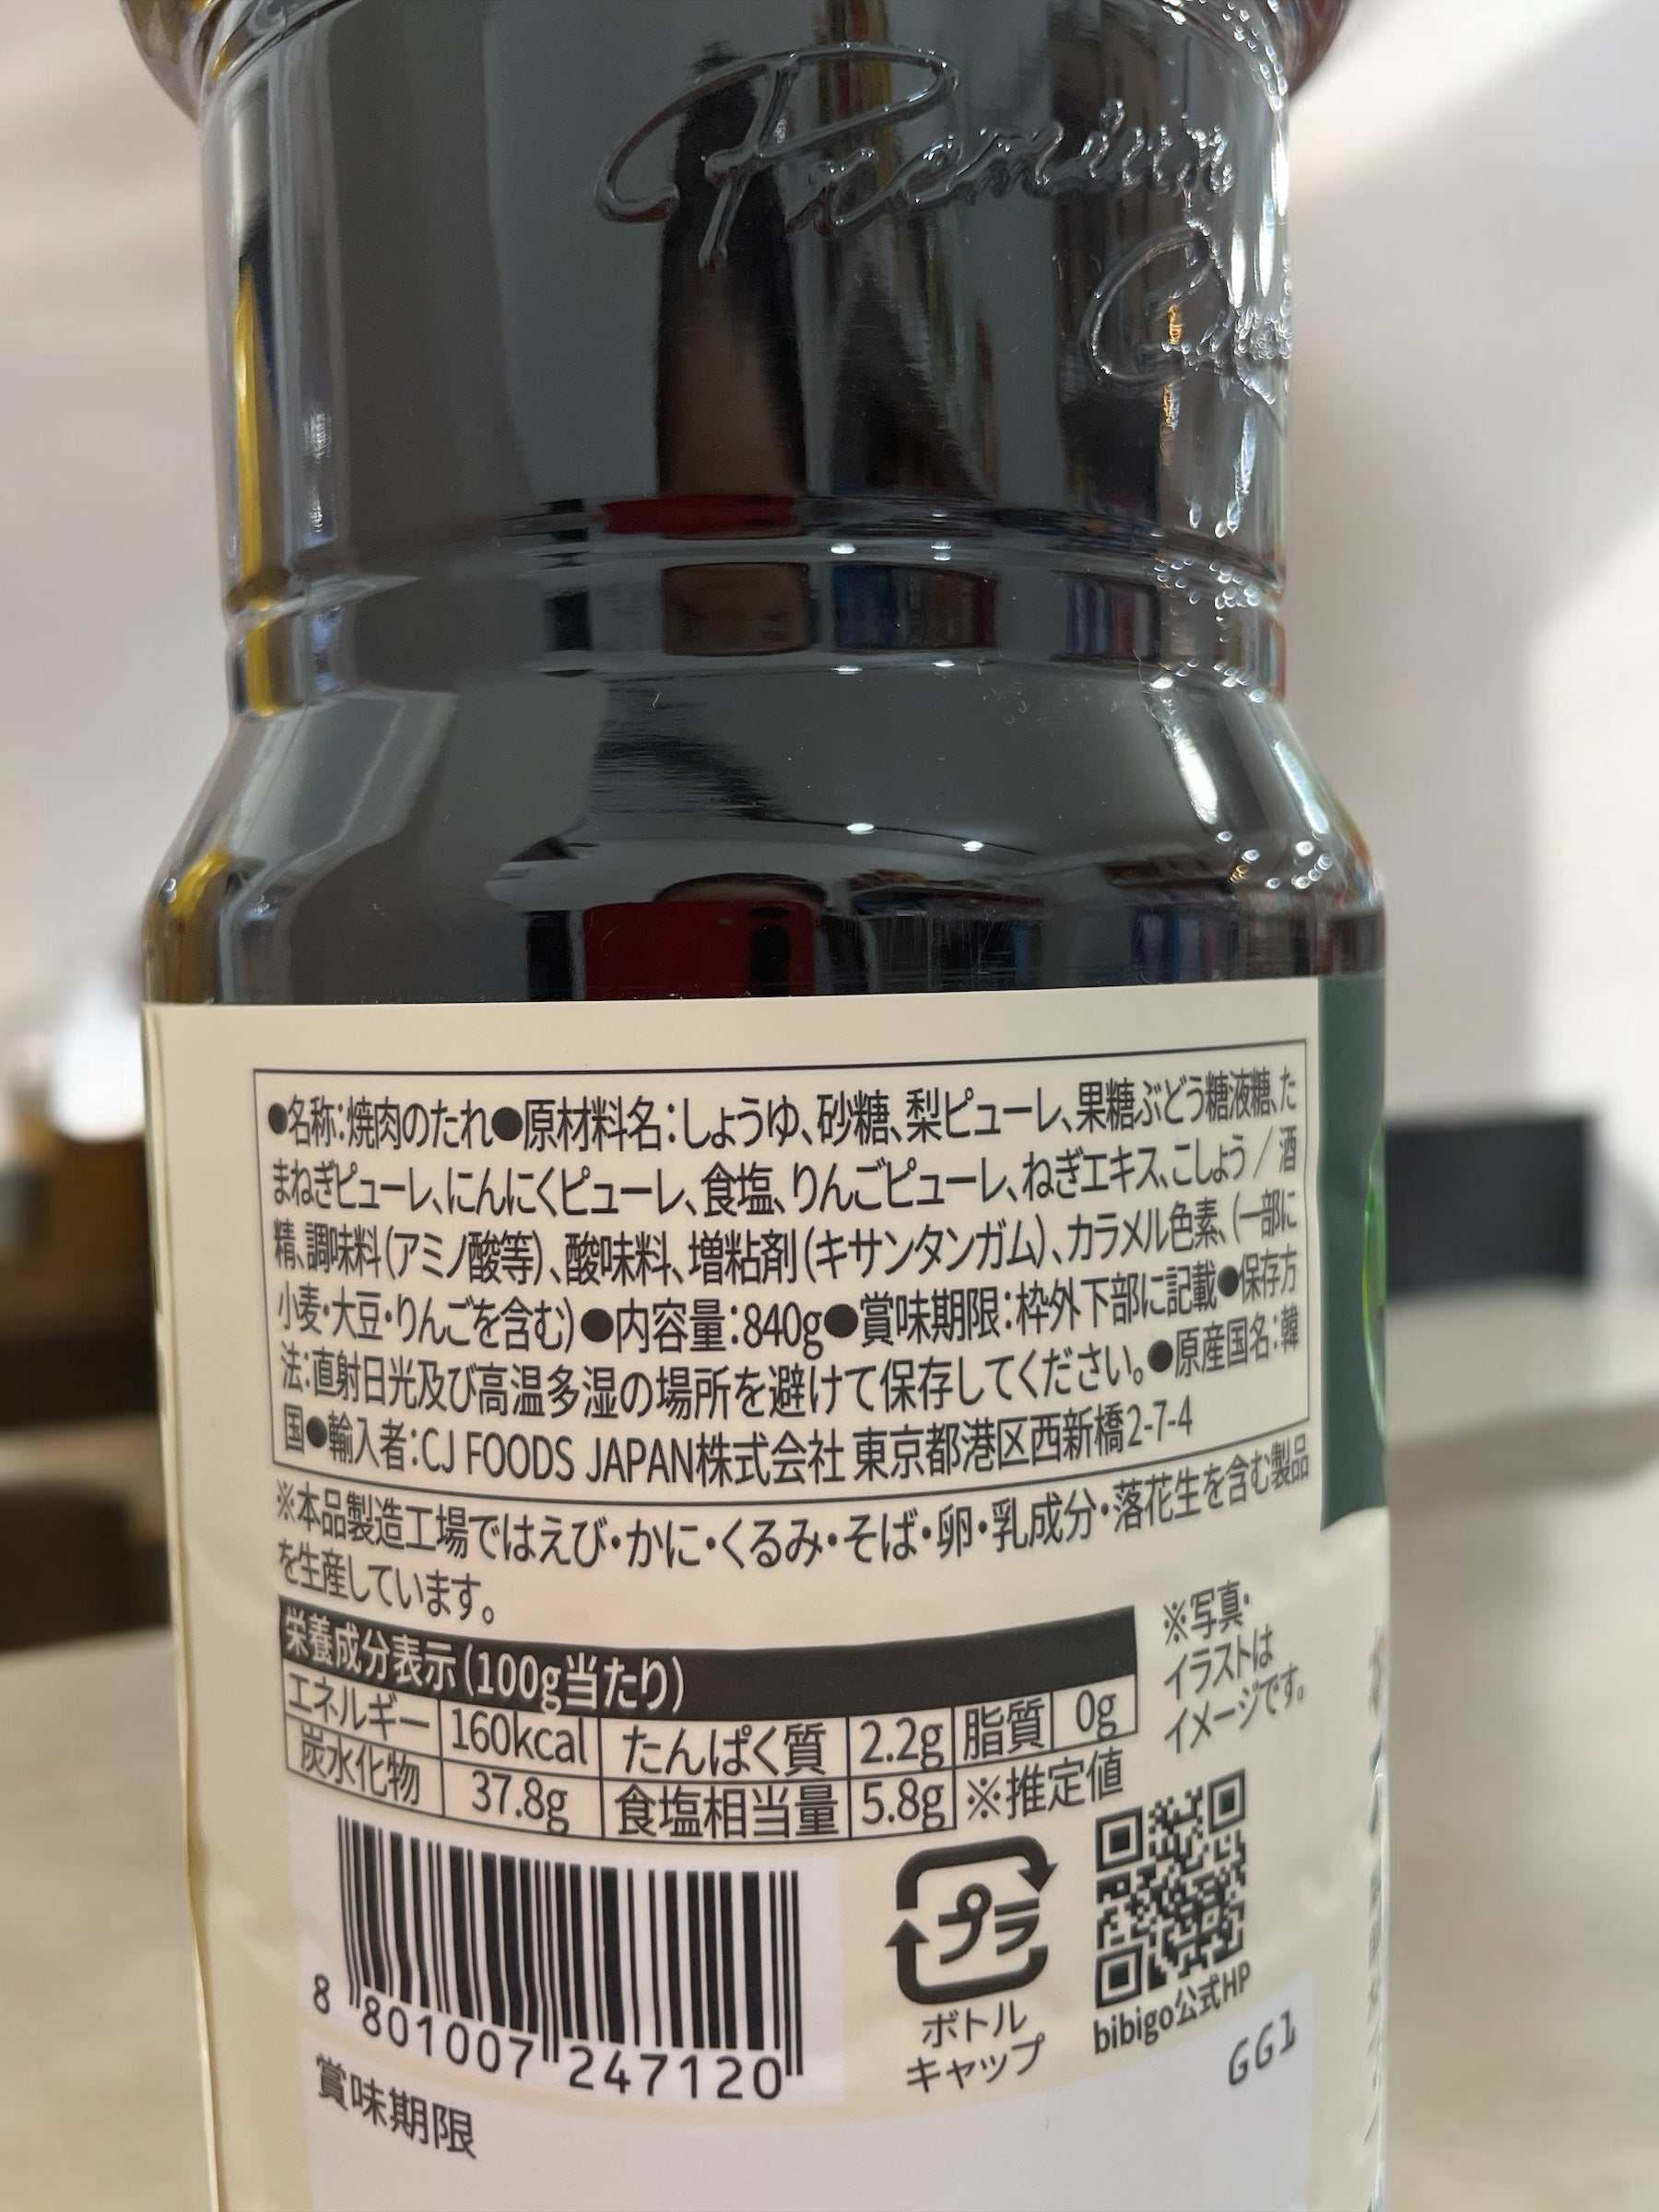 Premium
●名称:焼肉のたれ●原材料名:しょうゆ、砂糖、梨ピューレ、果糖ぶどう糖液糖、た
まねぎピューレ、にんにくピューレ、食塩、りんごピューレ、ねぎエキス、こしょう/酒
精、調味料(アミノ酸等)、酸味料、増粘剤(キサンタンガム)、カラメル色素、(一部に
小麦・大豆・りんごを含む)●内容量:840g●賞味期限:枠外下部に記載●保存方
法:直射日光及び高温多湿の場所を避けて保存してください。●原産国名:韓
国●輸入者:CJ FOODS JAPAN株式会社 東京都港区西新橋2-7-4
※本品製造工場ではえび・かに・くるみ・そば・卵・乳成分・落花生を含む製品
を生産しています。
栄養成分表示(100g当たり)
エネルギー 160kcal たんぱく質 2.2g 脂質 0g
炭水化物 37.8g 食塩相当量 5.8g ※推定値
※写真・
イラストは
イメージです。
8 801007 247120
プラ
ボトル
キャップ
bibigo公式HP
GG1
賞味期限